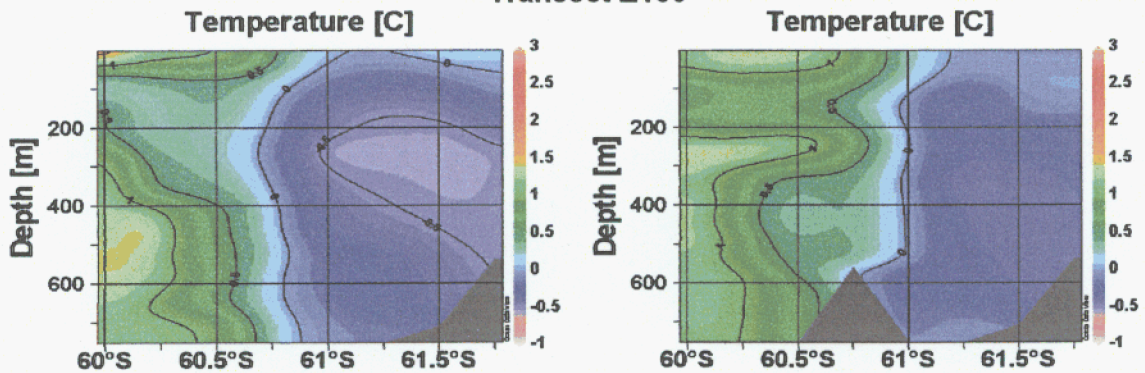 Temperature [C] Temperature [C]
3 3
2.5 2.5
2 2
200 1.5 200 1.5
Depth [m] 1 Depth [m] 1
400 0.5 400 0.5
0 0
600 -0.5 600 -0.5
-1 -1
60°S 60.5°S 61°S 61.5°S 60°S 60.5°S 61°S 61.5°S